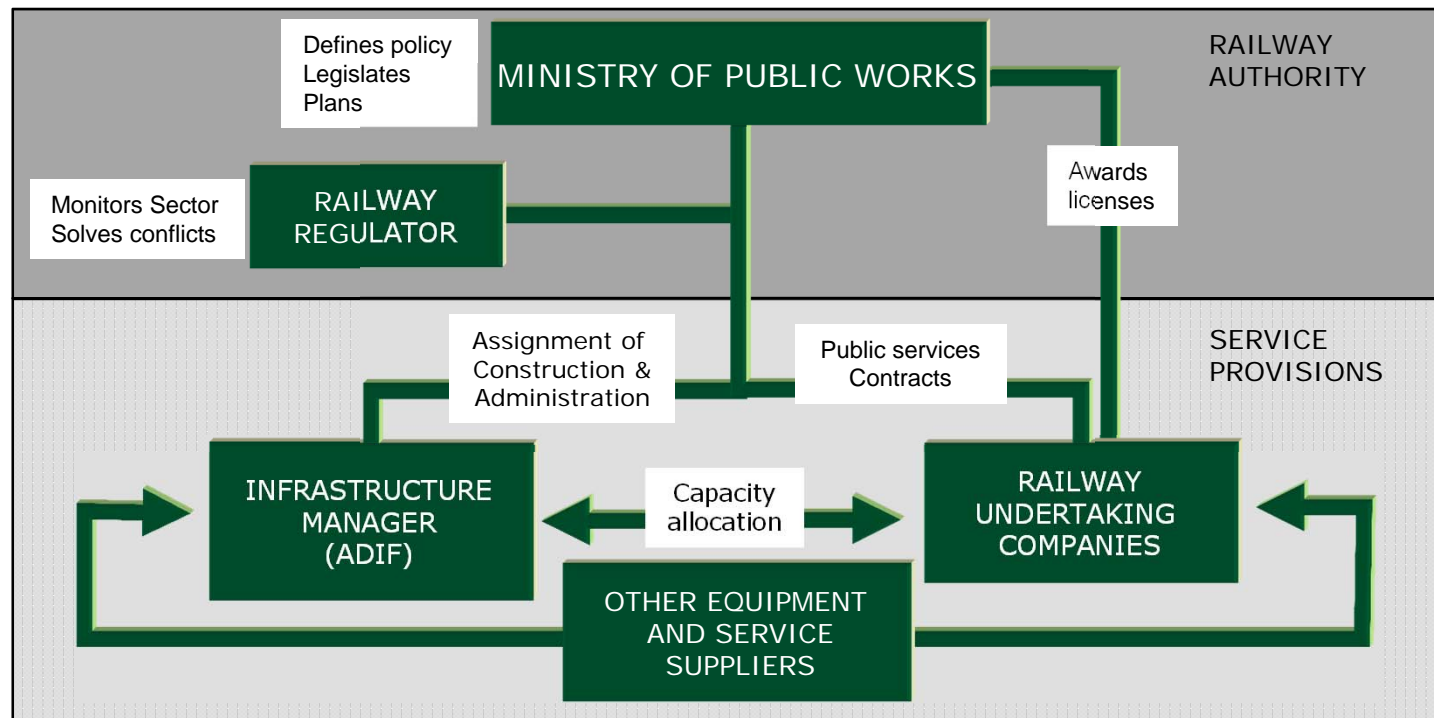 Defines policy
Legislates
Plans
MINISTRY OF PUBLIC WORKS
RAILWAY
AUTHORITY
Monitors Sector
Solves conflicts
RAILWAY
REGULATOR
Awards
licenses
Assignment of
Construction &
Administration
Public services
Contracts
SERVICE
PROVISIONS
INFRASTRUCTURE
MANAGER
(ADIF)
Capacity
allocation
RAILWAY
UNDERTAKING
COMPANIES
OTHER EQUIPMENT
AND SERVICE
SUPPLIERS